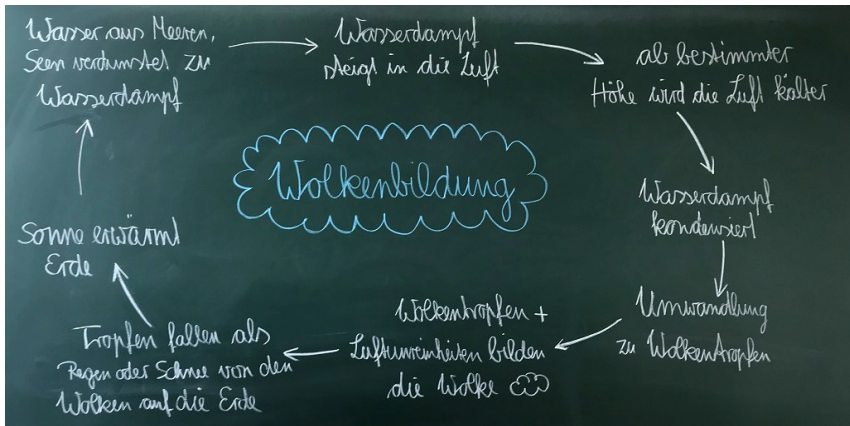 Wasser aus Meeren,
Seen verdunstet zu
Wasserdampf
Wasserdampf
steigt in die Luft
ab bestimmter
Höhe wird die Luft kälter
Wasserdampf
kondensiert
Umwandlung
zu Wolkentropfen
Wolkentropfen +
Luftunreinheiten bilden
die Wolke
Tropfen fallen als
Regen oder Schnee von den
Wolken auf die Erde
Sonne erwärmt
Erde
Wolkenbildung